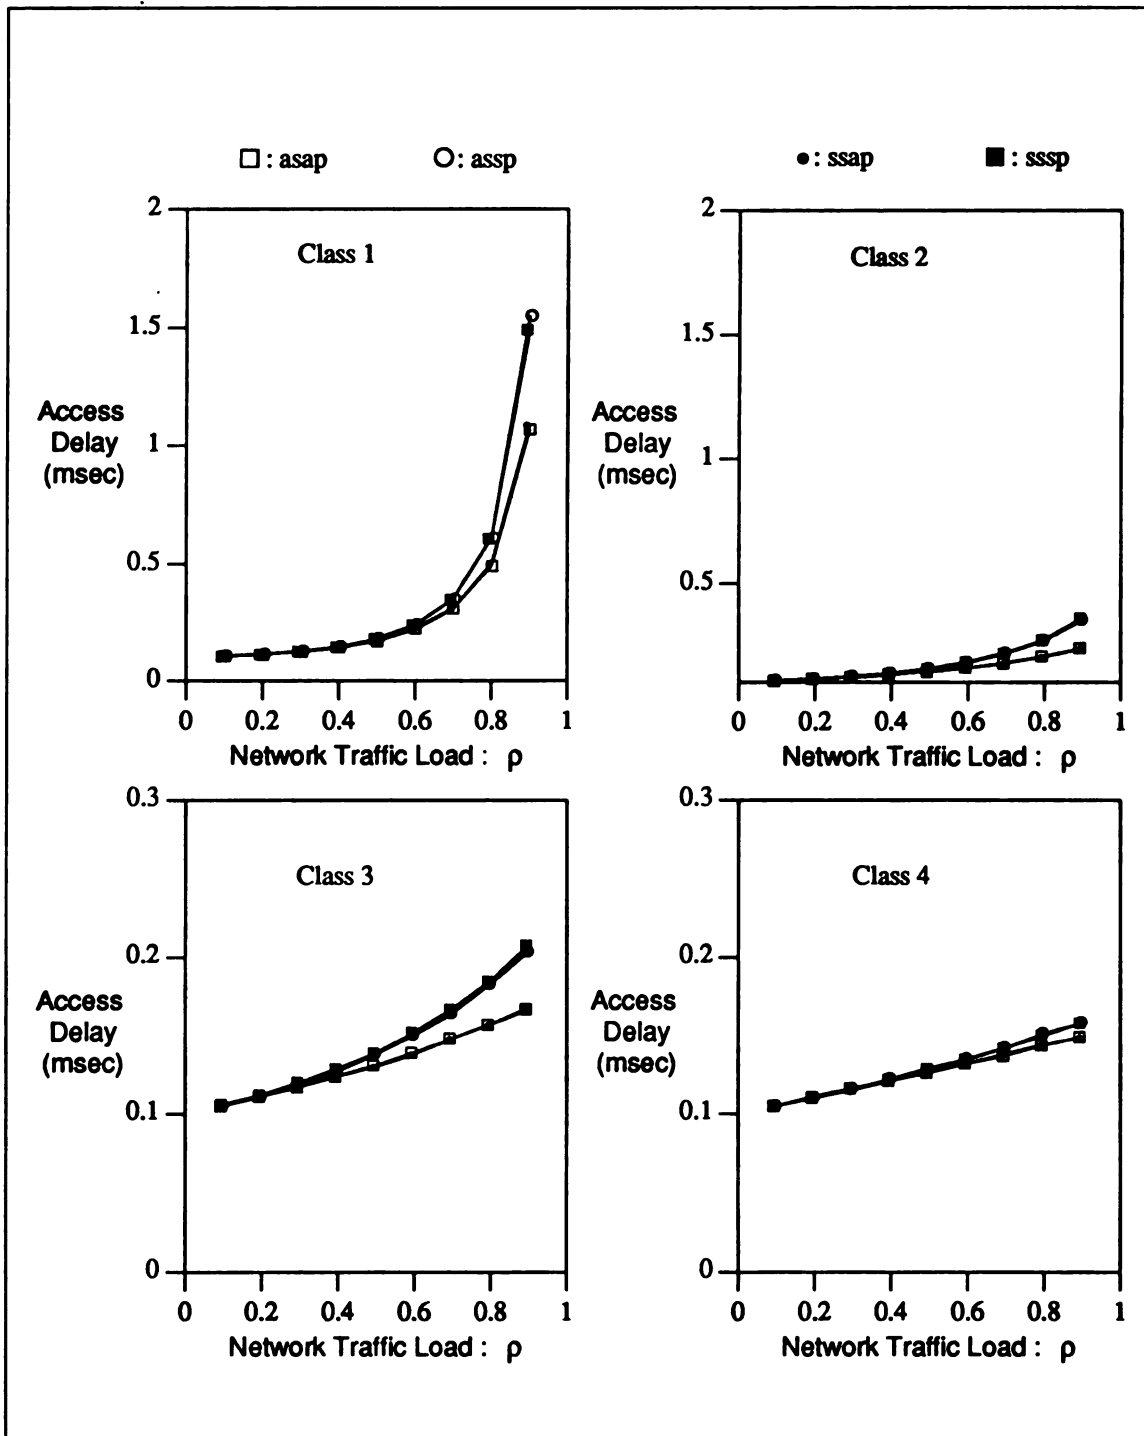 □ : asap ○ : assp ● : ssap ■ : sssp
Class 1
2
1.5
1
0.5
0
Access
Delay
(msec)
0 0.2 0.4 0.6 0.8 1
Network Traffic Load : ρ
Class 2
2
1.5
1
0.5
Access
Delay
(msec)
0 0.2 0.4 0.6 0.8 1
Network Traffic Load : ρ
Class 3
0.3
0.2
0.1
0
Access
Delay
(msec)
0 0.2 0.4 0.6 0.8 1
Network Traffic Load : ρ
Class 4
0.3
0.2
0.1
0
Access
Delay
(msec)
0 0.2 0.4 0.6 0.8 1
Network Traffic Load : ρ